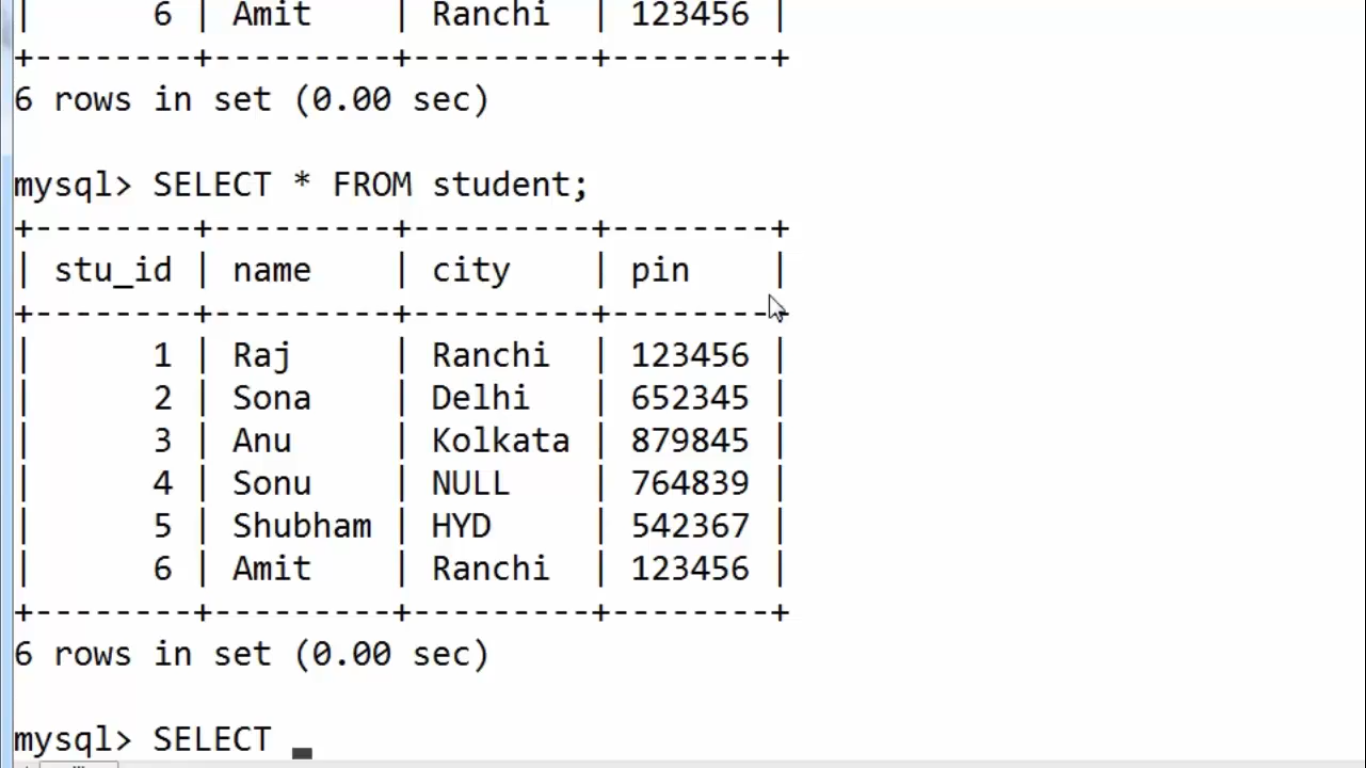 |      6 | Amit    | Ranchi  | 123456 |
+--------+---------+---------+--------+
6 rows in set (0.00 sec)
mysql> SELECT * FROM student;
+--------+---------+---------+--------+
| stu_id | name    | city    | pin    |
+--------+---------+---------+--------+
|      1 | Raj     | Ranchi  | 123456 |
|      2 | Sona    | Delhi   | 652345 |
|      3 | Anu     | Kolkata | 879845 |
|      4 | Sonu    | NULL    | 764839 |
|      5 | Shubham | HYD     | 542367 |
|      6 | Amit    | Ranchi  | 123456 |
+--------+---------+---------+--------+
6 rows in set (0.00 sec)
mysql> SELECT _